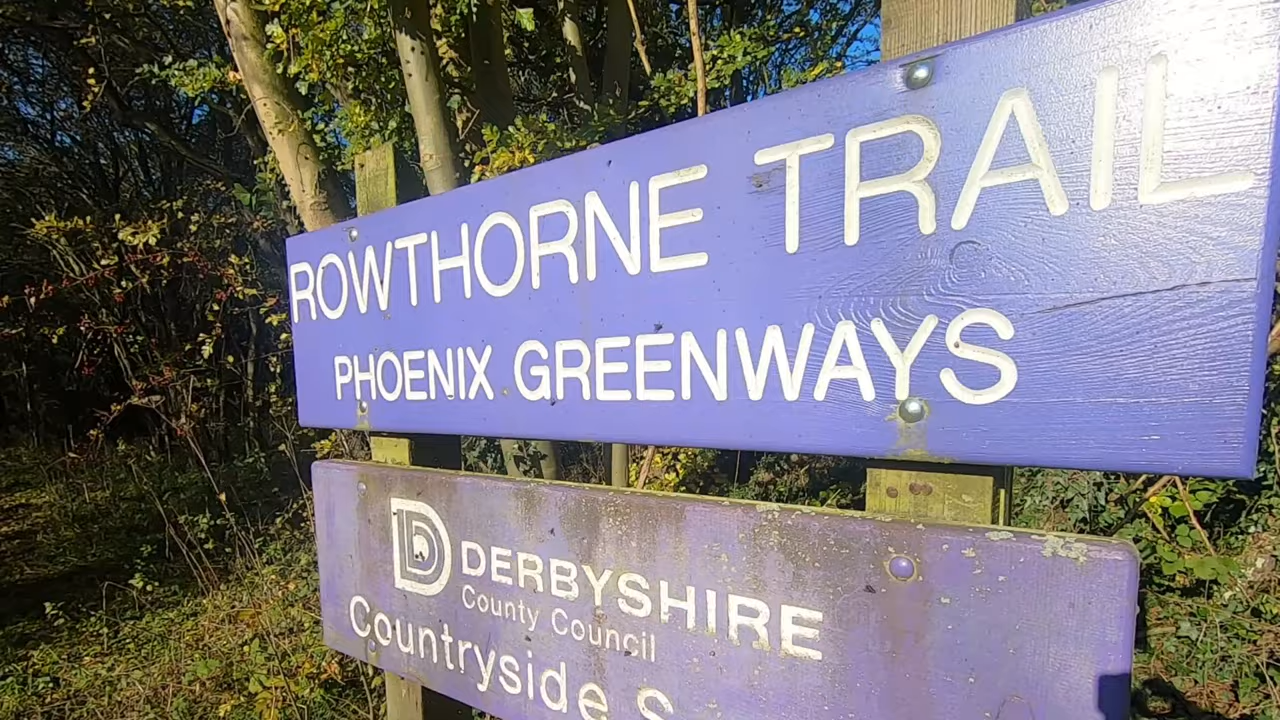 ROWTHORNE TRAIL
PHOENIX GREENWAYS
DERBYSHIRE
County Council
Countryside